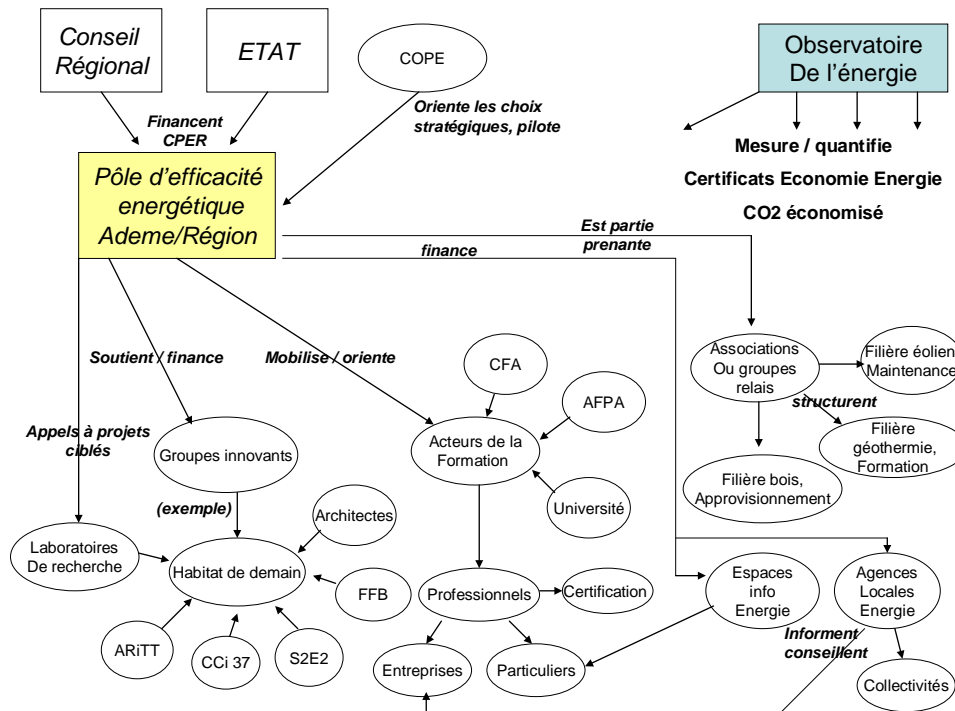 Conseil
Régional
ETAT
COPE
Observatoire
De l'énergie
Oriente les choix
stratégiques, pilote
Financent
CPER
Mesure / quantifie
Certificats Economie Energie
CO2 économisé
Pôle d'efficacité
energétique
Ademe/Région
Est partie
prenante
finance
Soutient / finance
Mobilise / oriente
Appels à projets
ciblés
CFA
AFPA
Associations
Ou groupes
relais
Filière éolien
Maintenance
structurent
Filière
géothermie,
Formation
Filière bois,
Approvisionnement
Groupes innovants
Acteurs de la
Formation
Université
(exemple)
Architectes
Laboratoires
De recherche
Habitat de demain
FFB
ARiTT
CCi 37
S2E2
Professionnels
Certification
Entreprises
Particuliers
Espaces
info
Energie
Agences
Locales
Energie
Informent
conseillent
Collectivités